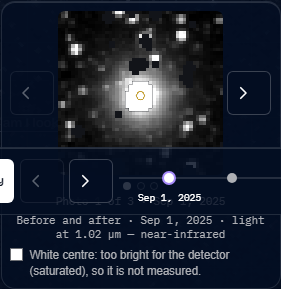 Sep 1, 2025
Before and after · Sep 1, 2025 · light
at 1.02 μm — near-infrared
White centre: too bright for the detector
(saturated), so it is not measured.